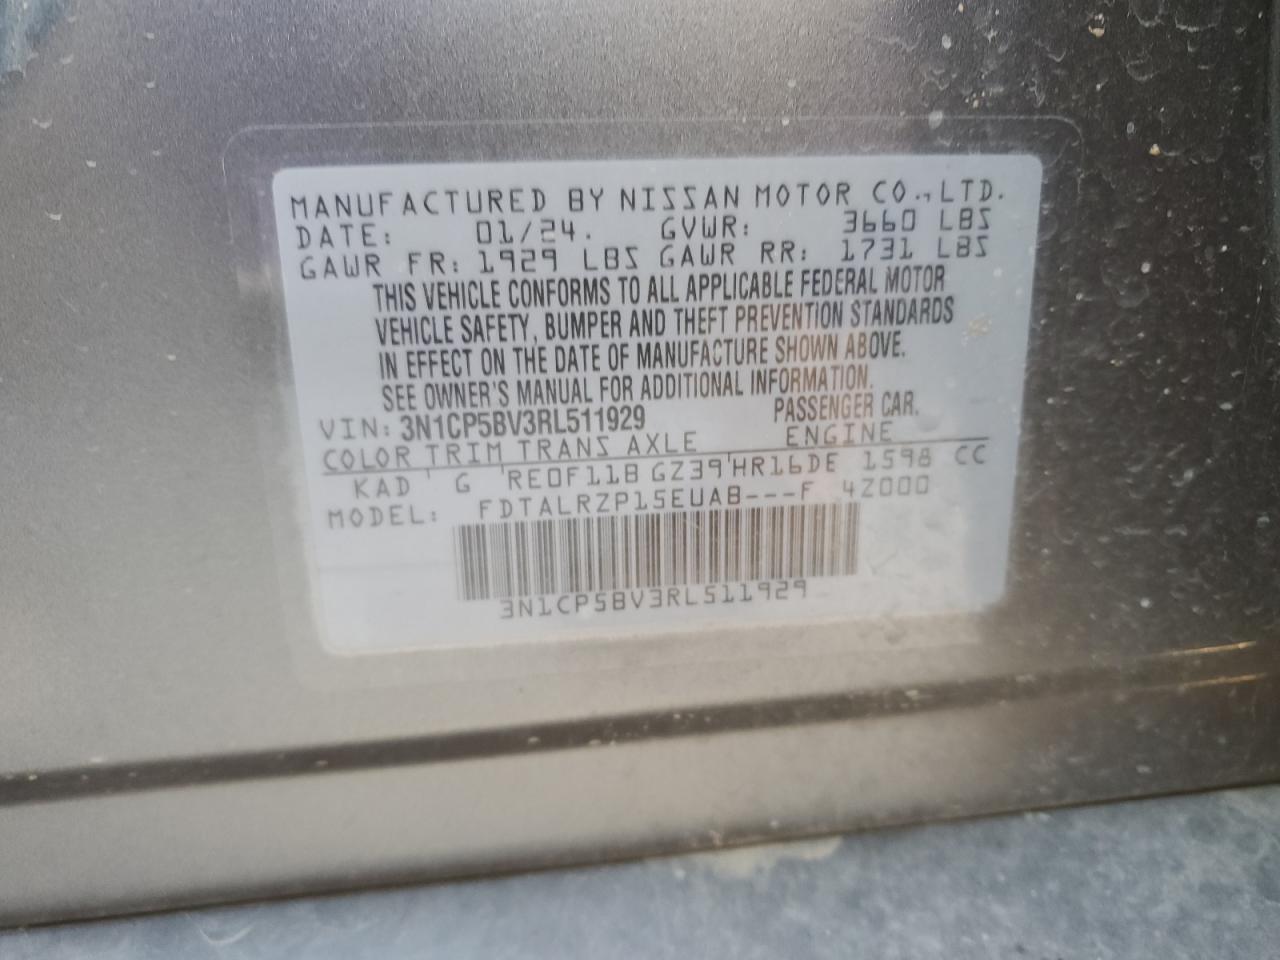 MANUFACTURED BY NISSAN MOTOR CO.,LTD.
DATE: 01/24. GVWR: 3660 LBS
GAWR FR: 1929 LBS GAWR RR: 1731 LBS
THIS VEHICLE CONFORMS TO ALL APPLICABLE FEDERAL MOTOR
VEHICLE SAFETY, BUMPER AND THEFT PREVENTION STANDARDS
IN EFFECT ON THE DATE OF MANUFACTURE SHOWN ABOVE.
SEE OWNER'S MANUAL FOR ADDITIONAL INFORMATION.
VIN: 3N1CP5BV3RL511929 PASSENGER CAR.
COLOR TRIM TRANS AXLE ENGINE
KAD ' G 'RE0F11B GZ39'HR16DE 1598 CC
MODEL: FDTALRZP15EUAB---F 4Z000
3N1CP5BV3RL511929